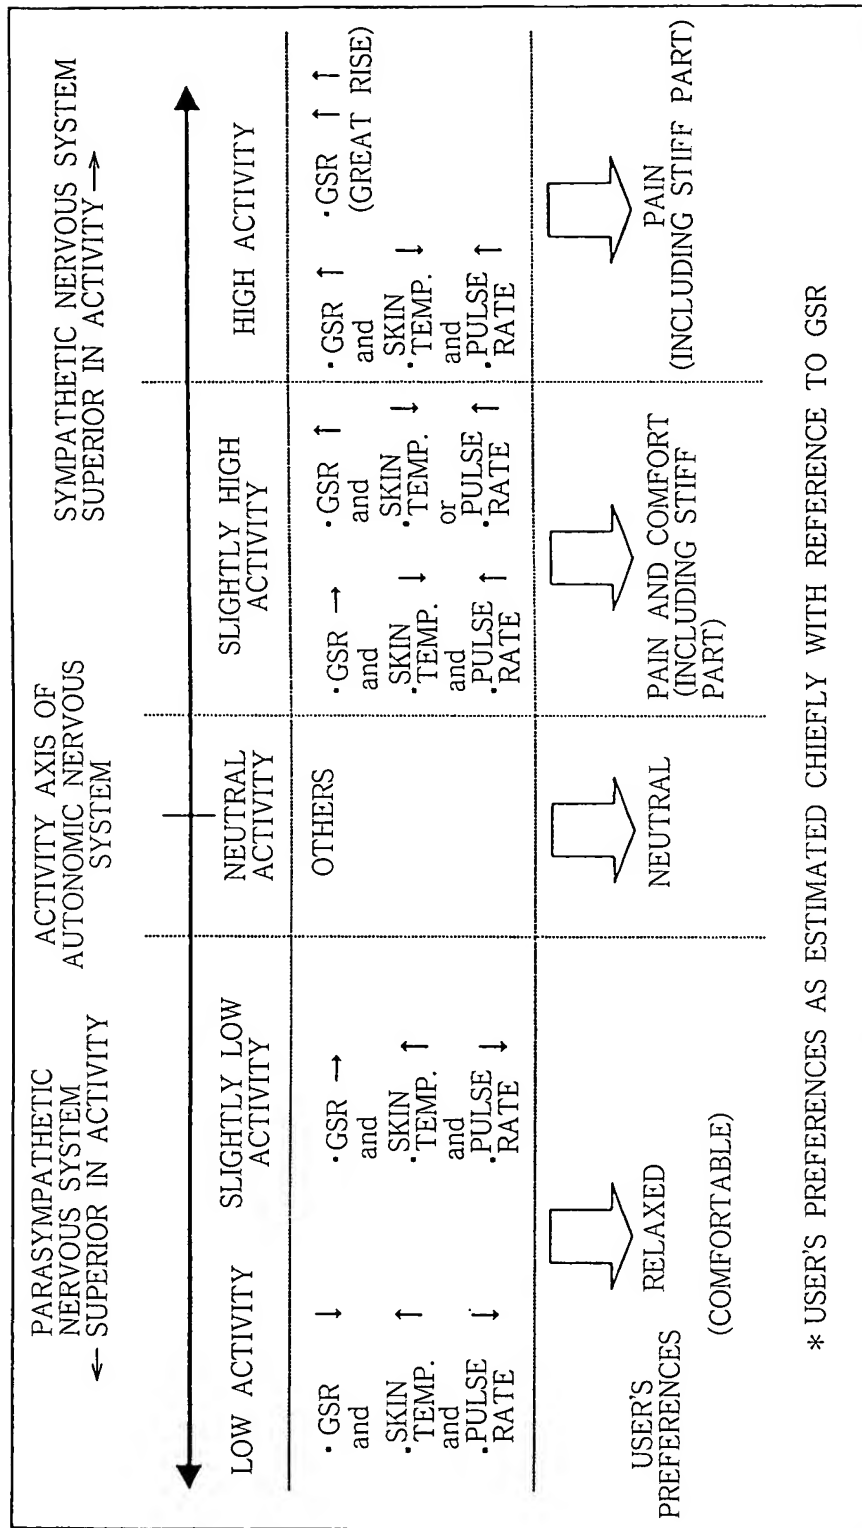 PARASYMPATHETIC
NERVOUS SYSTEM
← SUPERIOR IN ACTIVITY
ACTIVITY AXIS OF
AUTONOMIC NERVOUS
SYSTEM
SYMPATHETIC NERVOUS SYSTEM
SUPERIOR IN ACTIVITY →
LOW ACTIVITY
SLIGHTLY LOW
ACTIVITY
NEUTRAL
ACTIVITY
SLIGHTLY HIGH
ACTIVITY
HIGH ACTIVITY
・GSR ↓
and
・SKIN
TEMP. ↑
and
・PULSE
RATE ↓
・GSR →
and
・SKIN
TEMP. ↑
and
・PULSE
RATE ↓
OTHERS
・GSR →
and
・SKIN
TEMP. ↓
and
・PULSE
RATE ↑
・GSR ↑
and
・SKIN
TEMP. ↓
or
・PULSE
RATE ↑
・GSR ↑
and
・SKIN
TEMP. ↓
and
・PULSE
RATE ↑
・GSR ↑ ↑
(GREAT RISE)
USER'S
PREFERENCES
RELAXED
(COMFORTABLE)
NEUTRAL
PAIN AND COMFORT
(INCLUDING STIFF
PART)
PAIN
(INCLUDING STIFF PART)
* USER'S PREFERENCES AS ESTIMATED CHIEFLY WITH REFERENCE TO GSR